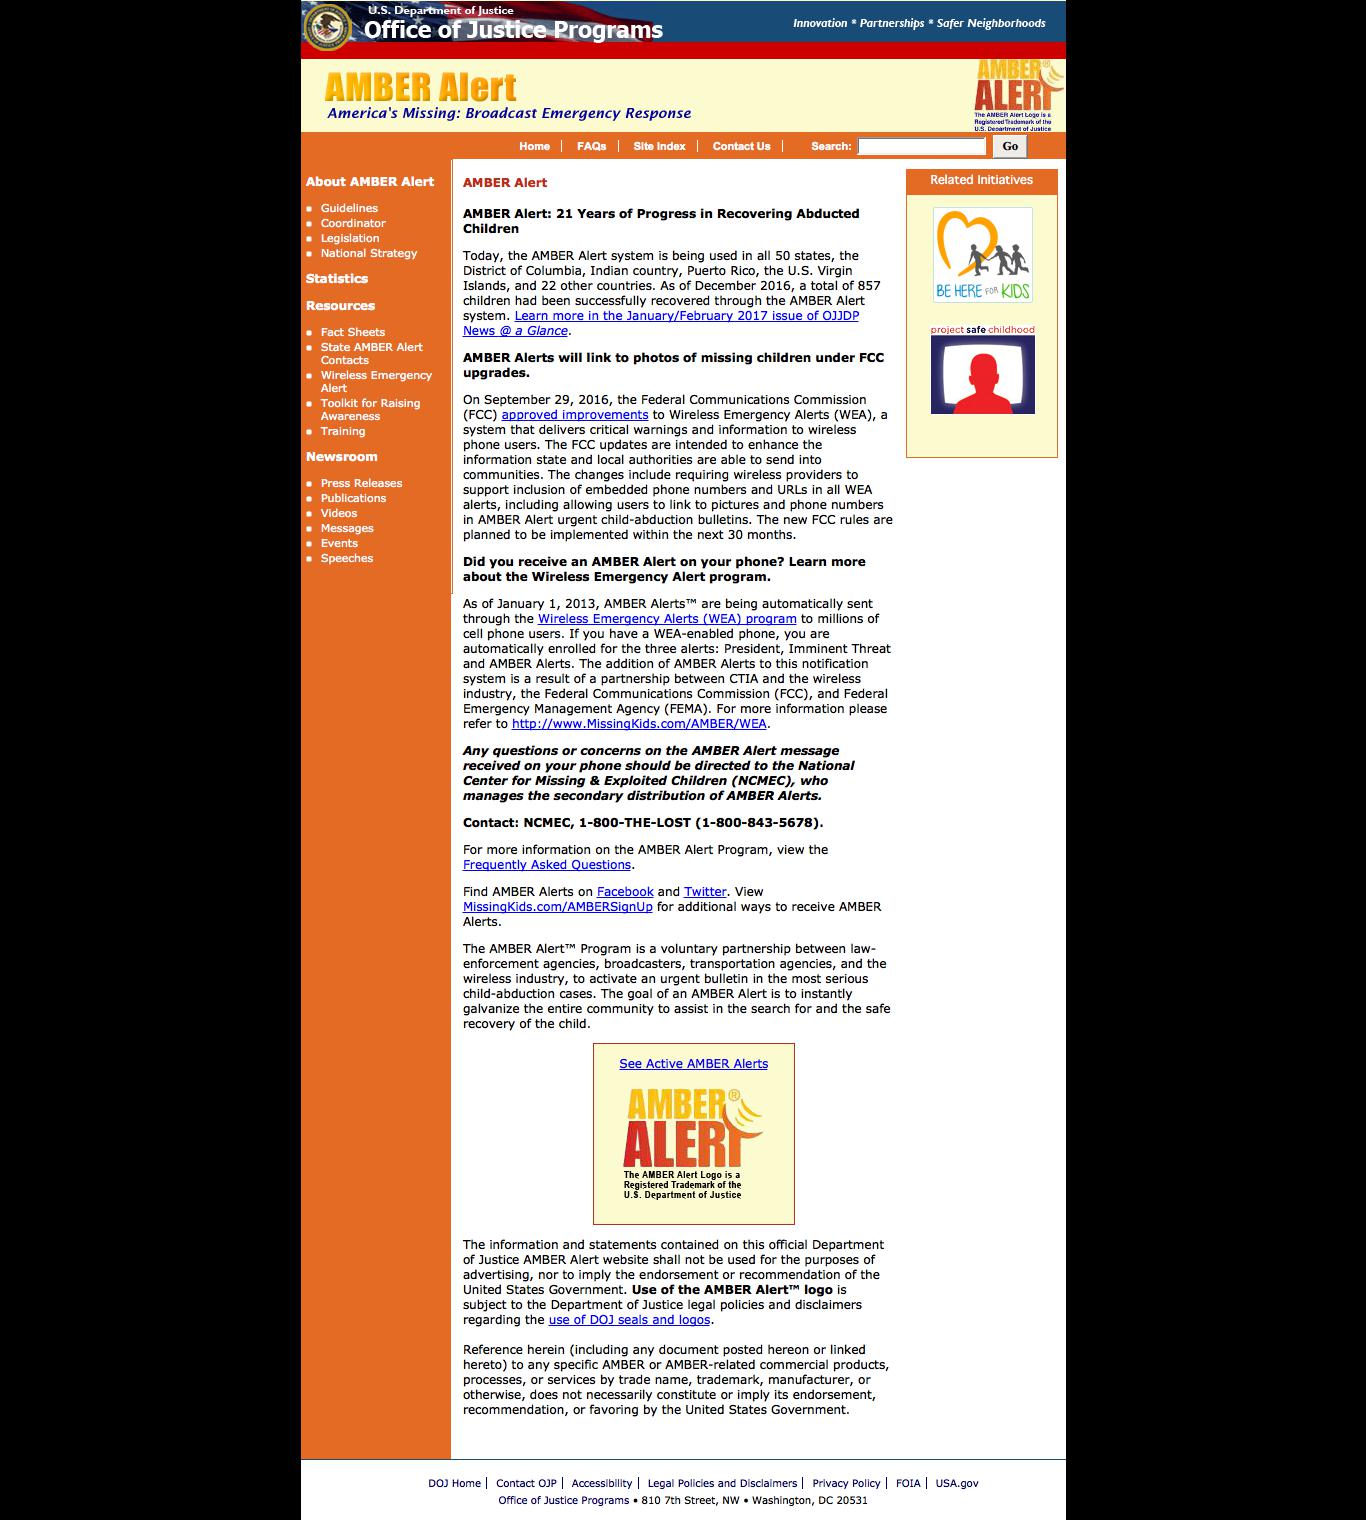 U.S. Department of Justice
Office of Justice Programs
Innovation * Partnerships * Safer Neighborhoods
AMBER Alert
America's Missing: Broadcast Emergency Response
AMBER®
ALERT
The AMBER Alert Logo is a
Registered Trademark of the
U.S. Department of Justice
Home | FAQs | Site Index | Contact Us | Search: Go
About AMBER Alert
Guidelines
Coordinator
Legislation
National Strategy
Statistics
Resources
Fact Sheets
State AMBER Alert
Contacts
Wireless Emergency
Alert
Toolkit for Raising
Awareness
Training
Newsroom
Press Releases
Publications
Videos
Messages
Events
Speeches
AMBER Alert
AMBER Alert: 21 Years of Progress in Recovering Abducted
Children
Today, the AMBER Alert system is being used in all 50 states, the
District of Columbia, Indian country, Puerto Rico, the U.S. Virgin
Islands, and 22 other countries. As of December 2016, a total of 857
children had been successfully recovered through the AMBER Alert
system. Learn more in the January/February 2017 issue of OJJDP
News @ a Glance.
AMBER Alerts will link to photos of missing children under FCC
upgrades.
On September 29, 2016, the Federal Communications Commission
(FCC) approved improvements to Wireless Emergency Alerts (WEA), a
system that delivers critical warnings and information to wireless
phone users. The FCC updates are intended to enhance the
information state and local authorities are able to send into
communities. The changes include requiring wireless providers to
support inclusion of embedded phone numbers and URLs in all WEA
alerts, including allowing users to link to pictures and phone numbers
in AMBER Alert urgent child-abduction bulletins. The new FCC rules are
planned to be implemented within the next 30 months.
Did you receive an AMBER Alert on your phone? Learn more
about the Wireless Emergency Alert program.
As of January 1, 2013, AMBER Alerts™ are being automatically sent
through the Wireless Emergency Alerts (WEA) program to millions of
cell phone users. If you have a WEA-enabled phone, you are
automatically enrolled for the three alerts: President, Imminent Threat
and AMBER Alerts. The addition of AMBER Alerts to this notification
system is a result of a partnership between CTIA and the wireless
industry, the Federal Communications Commission (FCC), and Federal
Emergency Management Agency (FEMA). For more information please
refer to http://www.MissingKids.com/AMBER/WEA.
Any questions or concerns on the AMBER Alert message
received on your phone should be directed to the National
Center for Missing & Exploited Children (NCMEC), who
manages the secondary distribution of AMBER Alerts.
Contact: NCMEC, 1-800-THE-LOST (1-800-843-5678).
For more information on the AMBER Alert Program, view the
Frequently Asked Questions.
Find AMBER Alerts on Facebook and Twitter. View
MissingKids.com/AMBERSignUp for additional ways to receive AMBER
Alerts.
The AMBER Alert™ Program is a voluntary partnership between law-
enforcement agencies, broadcasters, transportation agencies, and the
wireless industry, to activate an urgent bulletin in the most serious
child-abduction cases. The goal of an AMBER Alert is to instantly
galvanize the entire community to assist in the search for and the safe
recovery of the child.
See Active AMBER Alerts
AMBER®
ALERT
The AMBER Alert Logo is a
Registered Trademark of the
U.S. Department of Justice
The information and statements contained on this official Department
of Justice AMBER Alert website shall not be used for the purposes of
advertising, nor to imply the endorsement or recommendation of the
United States Government. Use of the AMBER Alert™ logo is
subject to the Department of Justice legal policies and disclaimers
regarding the use of DOJ seals and logos.
Reference herein (including any document posted hereon or linked
hereto) to any specific AMBER or AMBER-related commercial products,
processes, or services by trade name, trademark, manufacturer, or
otherwise, does not necessarily constitute or imply its endorsement,
recommendation, or favoring by the United States Government.
Related Initiatives
BE HERE FOR KIDS
project safe childhood
DOJ Home | Contact OJP | Accessibility | Legal Policies and Disclaimers | Privacy Policy | FOIA | USA.gov
Office of Justice Programs • 810 7th Street, NW • Washington, DC 20531